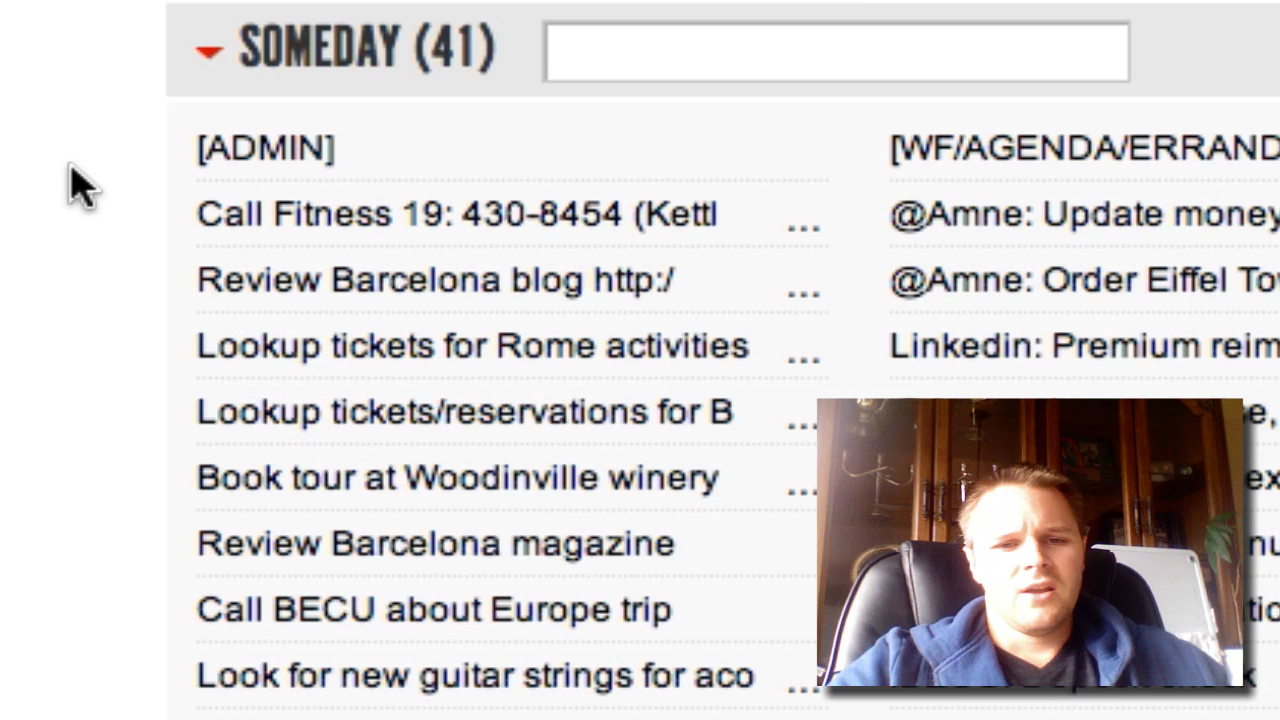 SOMEDAY (41)
[ADMIN]
Call Fitness 19: 430-8454 (Kettl ...
Review Barcelona blog http:/ ...
Lookup tickets for Rome activities ...
Lookup tickets/reservations for B ...
Book tour at Woodinville winery ...
Review Barcelona magazine
Call BECU about Europe trip
Look for new guitar strings for aco ...
[WF/AGENDA/ERRAND
@Amne: Update money
@Amne: Order Eiffel To
Linkedin: Premium reim